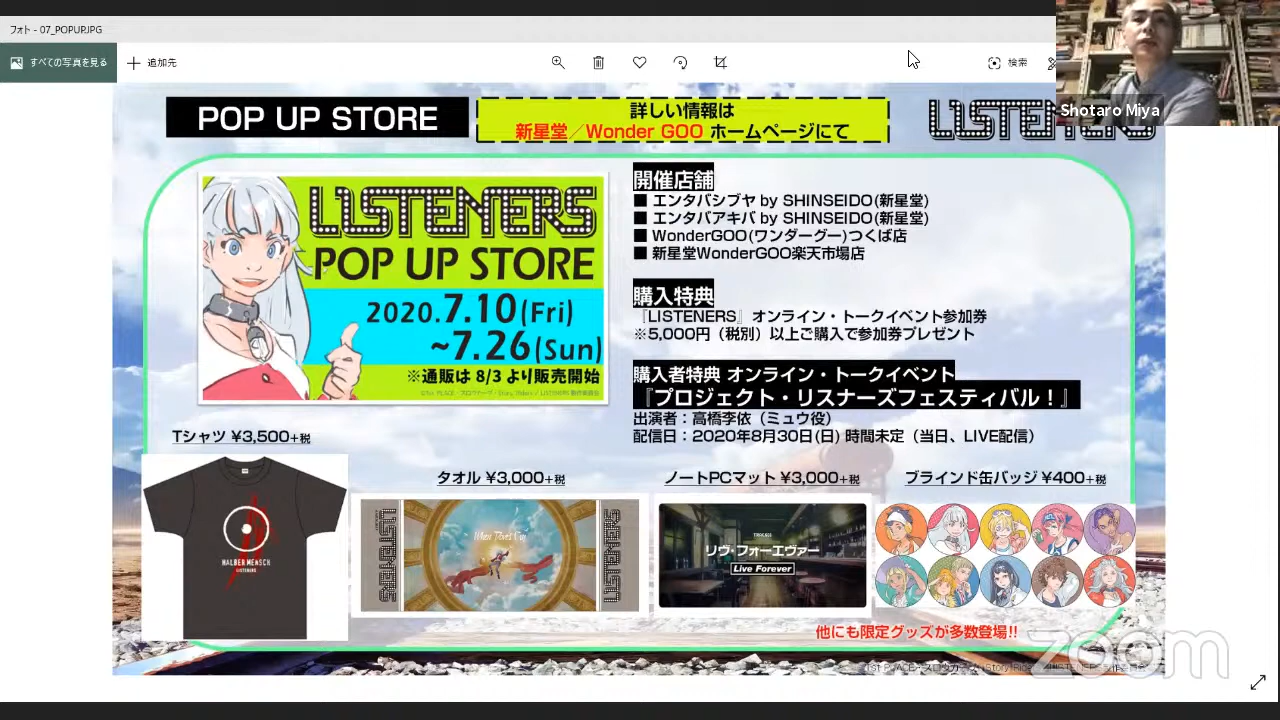 フォト - 07_POPUP.JPG
すべての写真を見る
追加先
検索
Shotaro Miya
POP UP STORE
詳しい情報は
新星堂／Wonder GOO ホームページにて
LISTENERS
LISTENERS
POP UP STORE
2020.7.10(Fri)
~7.26(Sun)
※通販は 8/3 より販売開始
開催店舗
■ エンタバシブヤ by SHINSEIDO(新星堂)
■ エンタバアキバ by SHINSEIDO(新星堂)
■ WonderGOO(ワンダーグー)つくば店
■ 新星堂WonderGOO楽天市場店
購入特典
『LISTENERS』オンライン・トークイベント参加券
※5,000円（税別）以上ご購入で参加券プレゼント
購入者特典 オンライン・トークイベント
『プロジェクト・リスナーズフェスティバル！』
出演者：高橋李依（ミュウ役）
配信日：2020年8月30日(日) 時間未定（当日、LIVE配信）
Tシャツ ¥3,500+税
タオル ¥3,000+税
ノートPCマット ¥3,000+税
ブラインド缶バッジ ¥400+税
HALBER MENSCH
LISTENERS
LISTENERS
LISTENERS
リヴ・フォーエヴァー
Live Forever
他にも限定グッズが多数登場!!
zoom